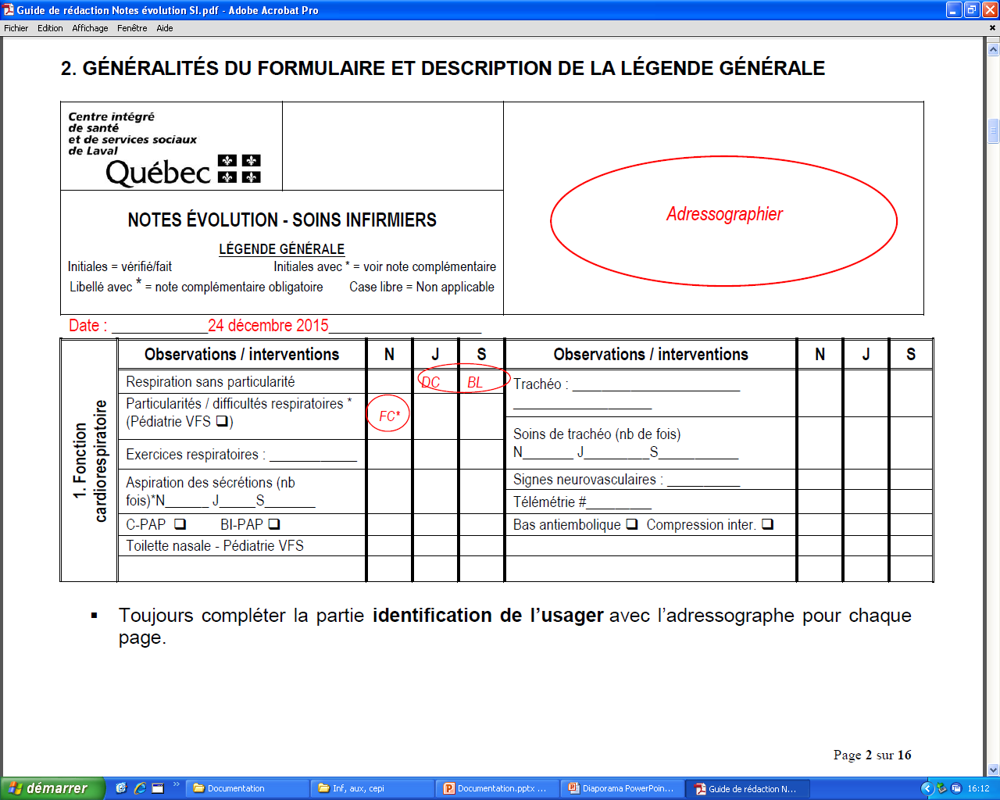 Guide de rédaction Notes évolution SI.pdf - Adobe Acrobat Pro
Fichier Edition Affichage Fenêtre Aide
2. GÉNÉRALITÉS DU FORMULAIRE ET DESCRIPTION DE LA LÉGENDE GÉNÉRALE
Centre intégré
de santé
et de services sociaux
de Laval
Québec
Adressographier
NOTES ÉVOLUTION - SOINS INFIRMIERS
LÉGENDE GÉNÉRALE
Initiales = vérifié/fait Initiales avec * = voir note complémentaire
Libellé avec * = note complémentaire obligatoire Case libre = Non applicable
Date : ____________24 décembre 2015___________________
1. Fonction
cardiorespiratoire
Observations / interventions N J S
Respiration sans particularité DC BL
Particularités / difficultés respiratoires *
(Pédiatrie VFS ❑) FC*
Exercices respiratoires : ____________
Aspiration des sécrétions (nb
fois)*N______ J_____S_______
C-PAP ❑ BI-PAP ❑
Toilette nasale - Pédiatrie VFS
Observations / interventions N J S
Trachéo : _______________________
___________________
Soins de trachéo (nb de fois)
N_______ J_________S___________
Signes neurovasculaires : __________
Télémétrie #_________
Bas antiembolique ❑ Compression inter. ❑
▪ Toujours compléter la partie identification de l’usager avec l’adressographe pour chaque
page.
Page 2 sur 16
démarrer » Documentation Inf, aux, cepi Documentation.pptx ... Diaporama PowerPoin... Guide de rédaction N... 16:12